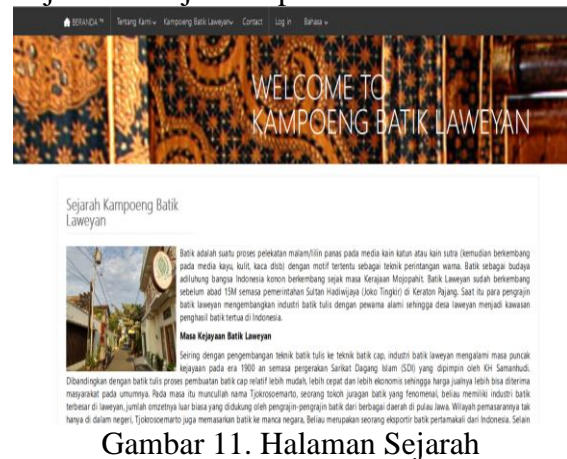 BERANDA Tentang Kami Kampoeng Batik Laweyan Contact Log in Bahasa
WELCOME TO
KAMPOENG BATIK LAWEYAN
Sejarah Kampoeng Batik
Laweyan
Batik adalah suatu proses pelekatan malam/lilin panas pada media kain katun atau kain sutra (kemudian berkembang
pada media kayu, kulit, kaca dlsb) dengan motif tertentu sebagai teknik perintangan warna. Batik sebagai budaya
adiluhung bangsa Indonesia konon berkembang sejak masa Kerajaan Mojopahit. Batik Laweyan sudah berkembang
sebelum abad 15M semasa pemerintahan Sultan Hadiwijaya (Joko Tingkir) di Keraton Pajang. Saat itu para pengrajin
batik laweyan mengembangkan industri batik tulis dengan pewarna alami sehingga desa laweyan menjadi kawasan
penghasil batik tertua di Indonesia.
Masa Kejayaan Batik Laweyan
Seiring dengan pengembangan teknik batik tulis ke teknik batik cap, industri batik laweyan mengalami masa puncak
kejayaan pada era 1900 an semasa pergerakan Sarikat Dagang Islam (SDI) yang dipimpin oleh KH Samanhudi.
Dibandingkan dengan batik tulis proses pembuatan batik cap relatif lebih mudah, lebih cepat dan lebih ekonomis sehingga harga jualnya lebih bisa diterima
masyarakat pada umumnya. Pada masa itu muncullah nama Tjokrosoemarto, seorang tokoh juragan batik yang fenomenal, beliau memiliki industri batik
terbesar di laweyan, jumlah omzetnya luar biasa yang didukung oleh pengrajin-pengrajin batik dari berbagai daerah di pulau Jawa. Wilayah pemasarannya tak
hanya di dalam negeri, Tjokrosoemarto juga memasarkan batik ke manca negara, Beliau merupakan seorang eksportir batik pertamakali dari Indonesia. Selain
Gambar 11. Halaman Sejarah